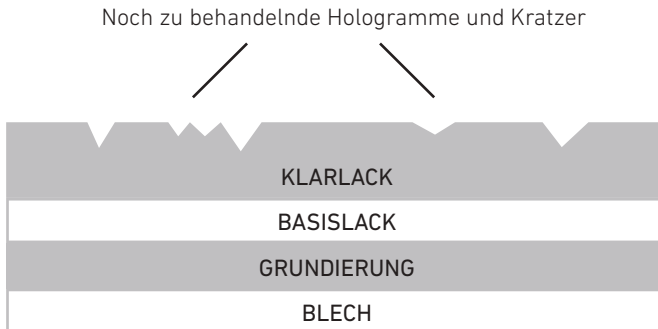 Noch zu behandelnde Hologramme und Kratzer
KLARLACK
BASISLACK
GRUNDIERUNG
BLECH